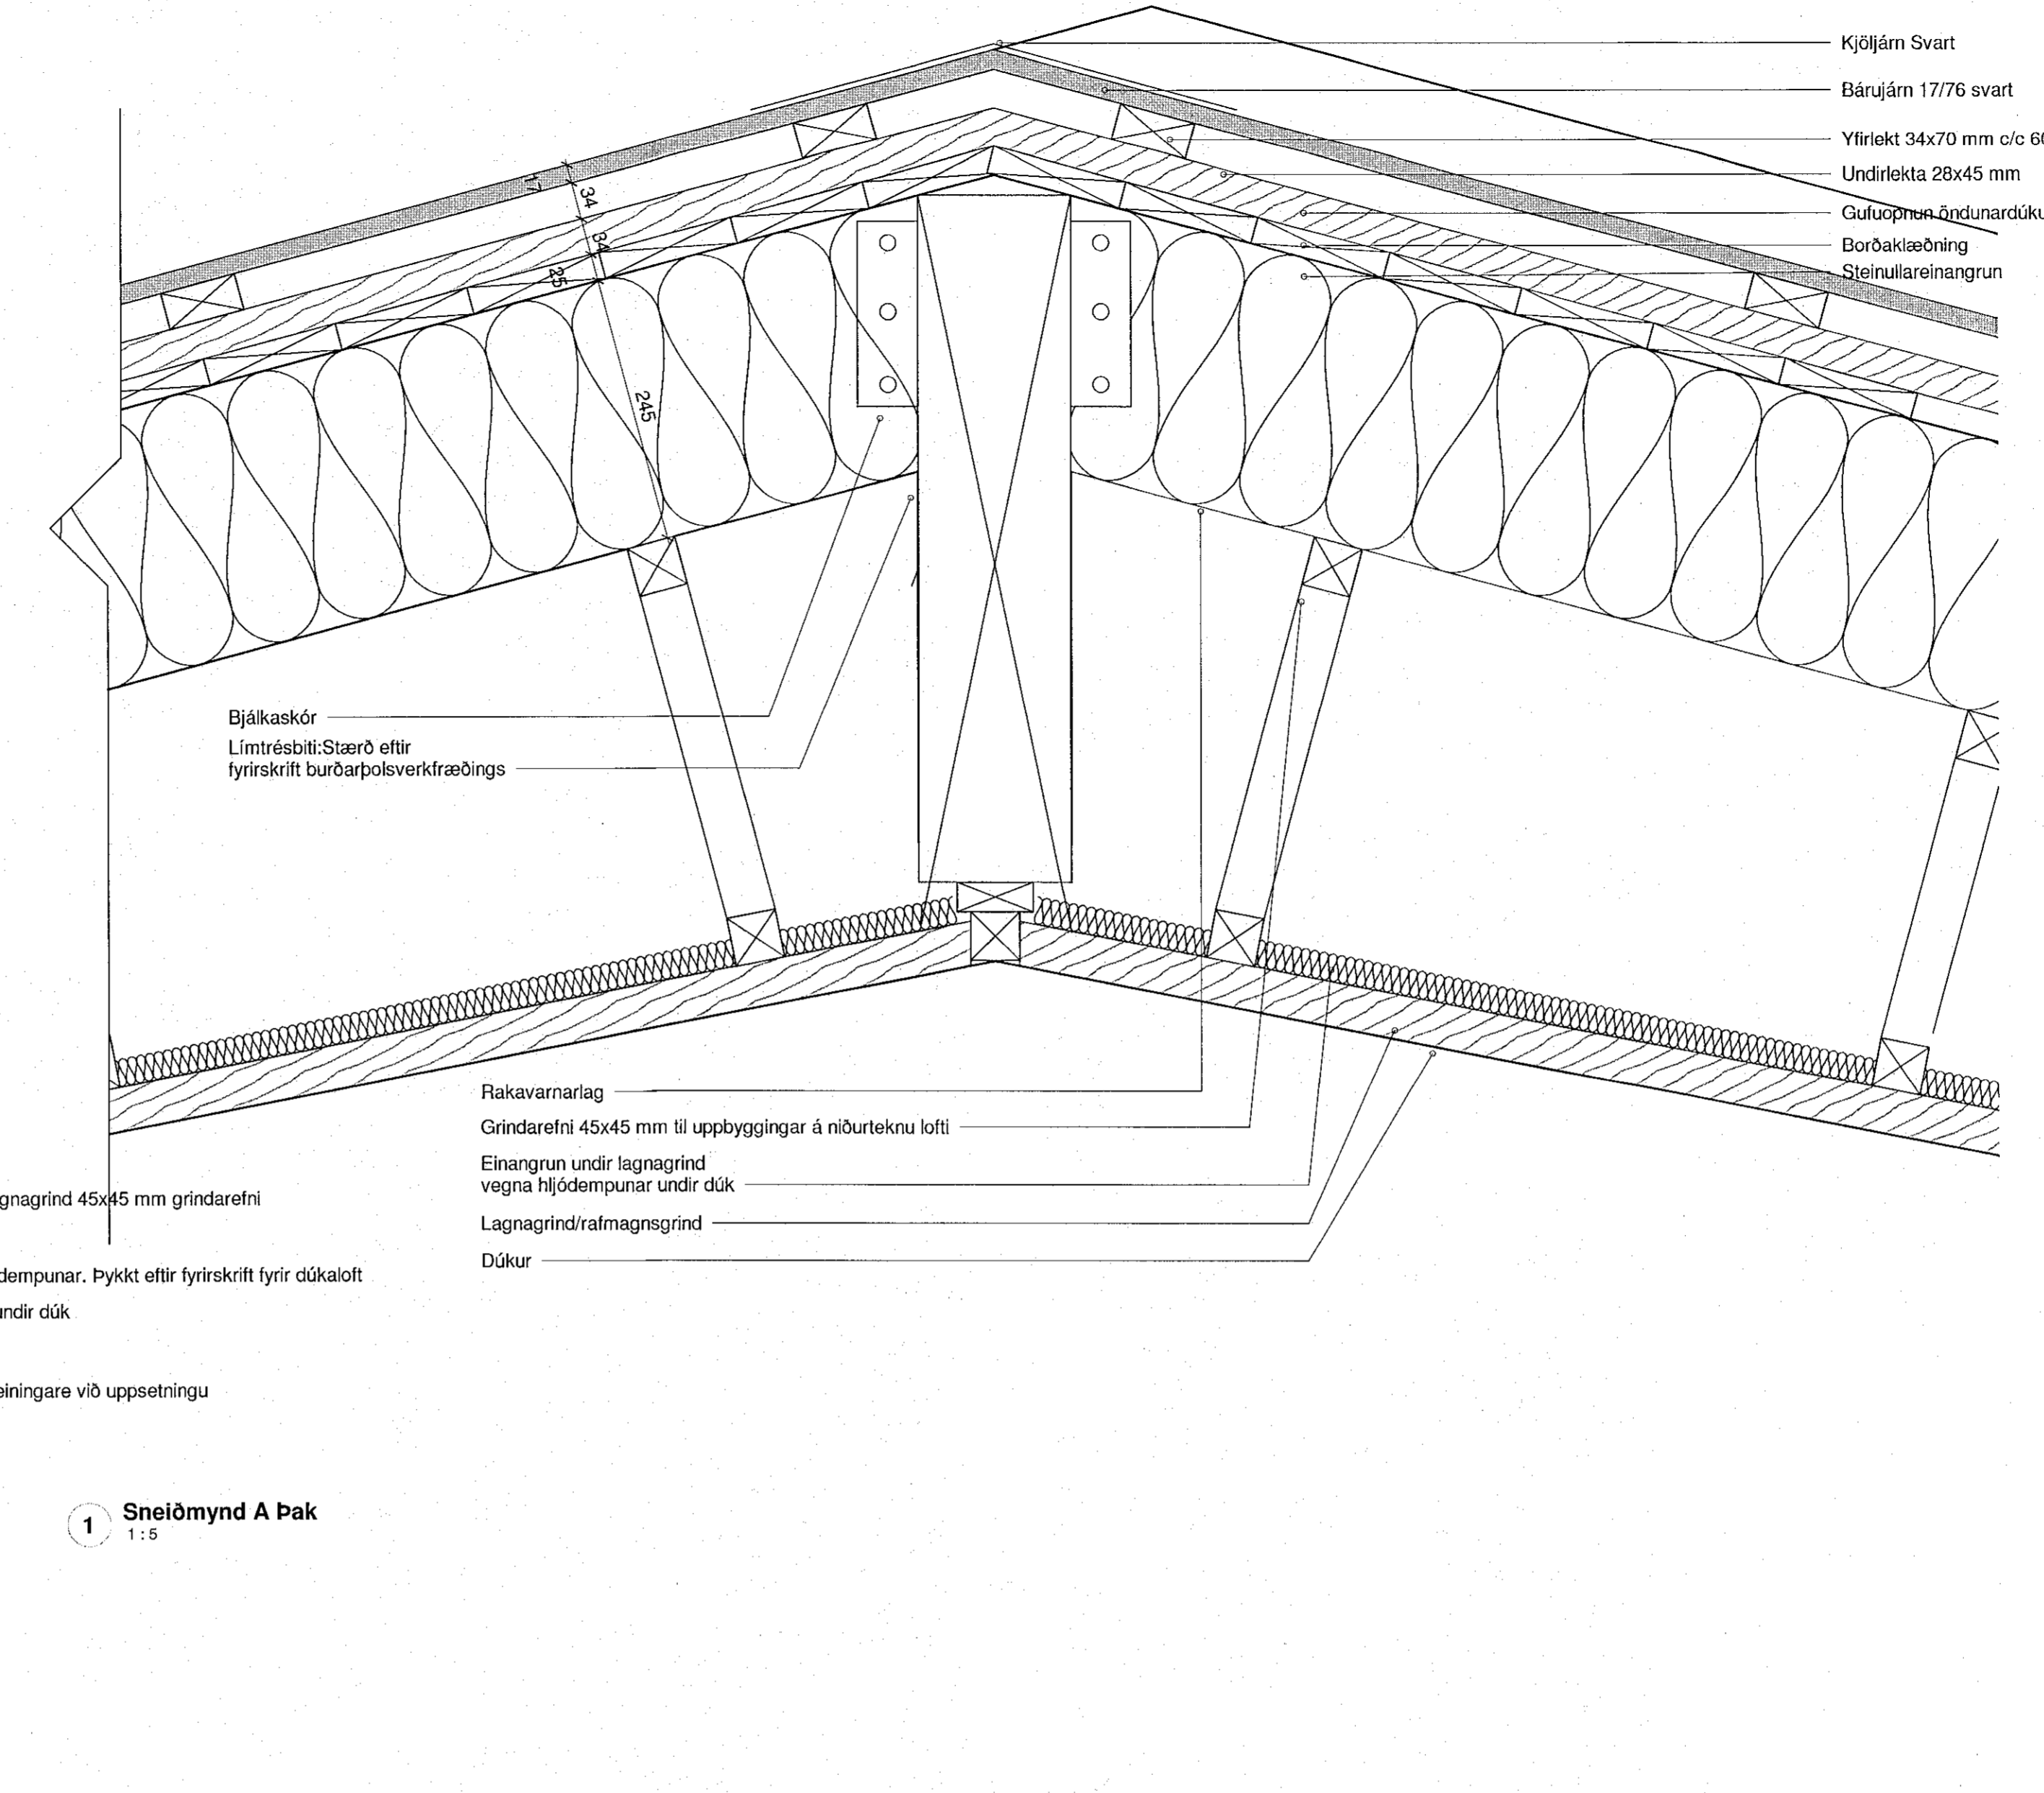 Kjöljárn Svart
Bárujárn 17/76 svart
Yfirlekt 34x70 mm c/c 60
Undirlekta 28x45 mm
Gufuopnun öndunardúku
Borðaklæðning
Steinullareinangrun
17
34
34
25
245
Bjálkaskór
Límtrésbiti:Stærð eftir
fyrirskrift burðarþolsverkfræðings
Rakavarnarlag
Grindarefni 45x45 mm til uppbyggingar á niðurteknu lofti
Einangrun undir lagnagrind
vegna hljódempunar undir dúk
Lagnagrind/rafmagnsgrind
Dúkur
gnagrind 45x45 mm grindarefni
dempunar. Þykkt eftir fyrirskrift fyrir dúkaloft
undir dúk
einingare við uppsetningu
1 Sneiðmynd A Þak
1 : 5